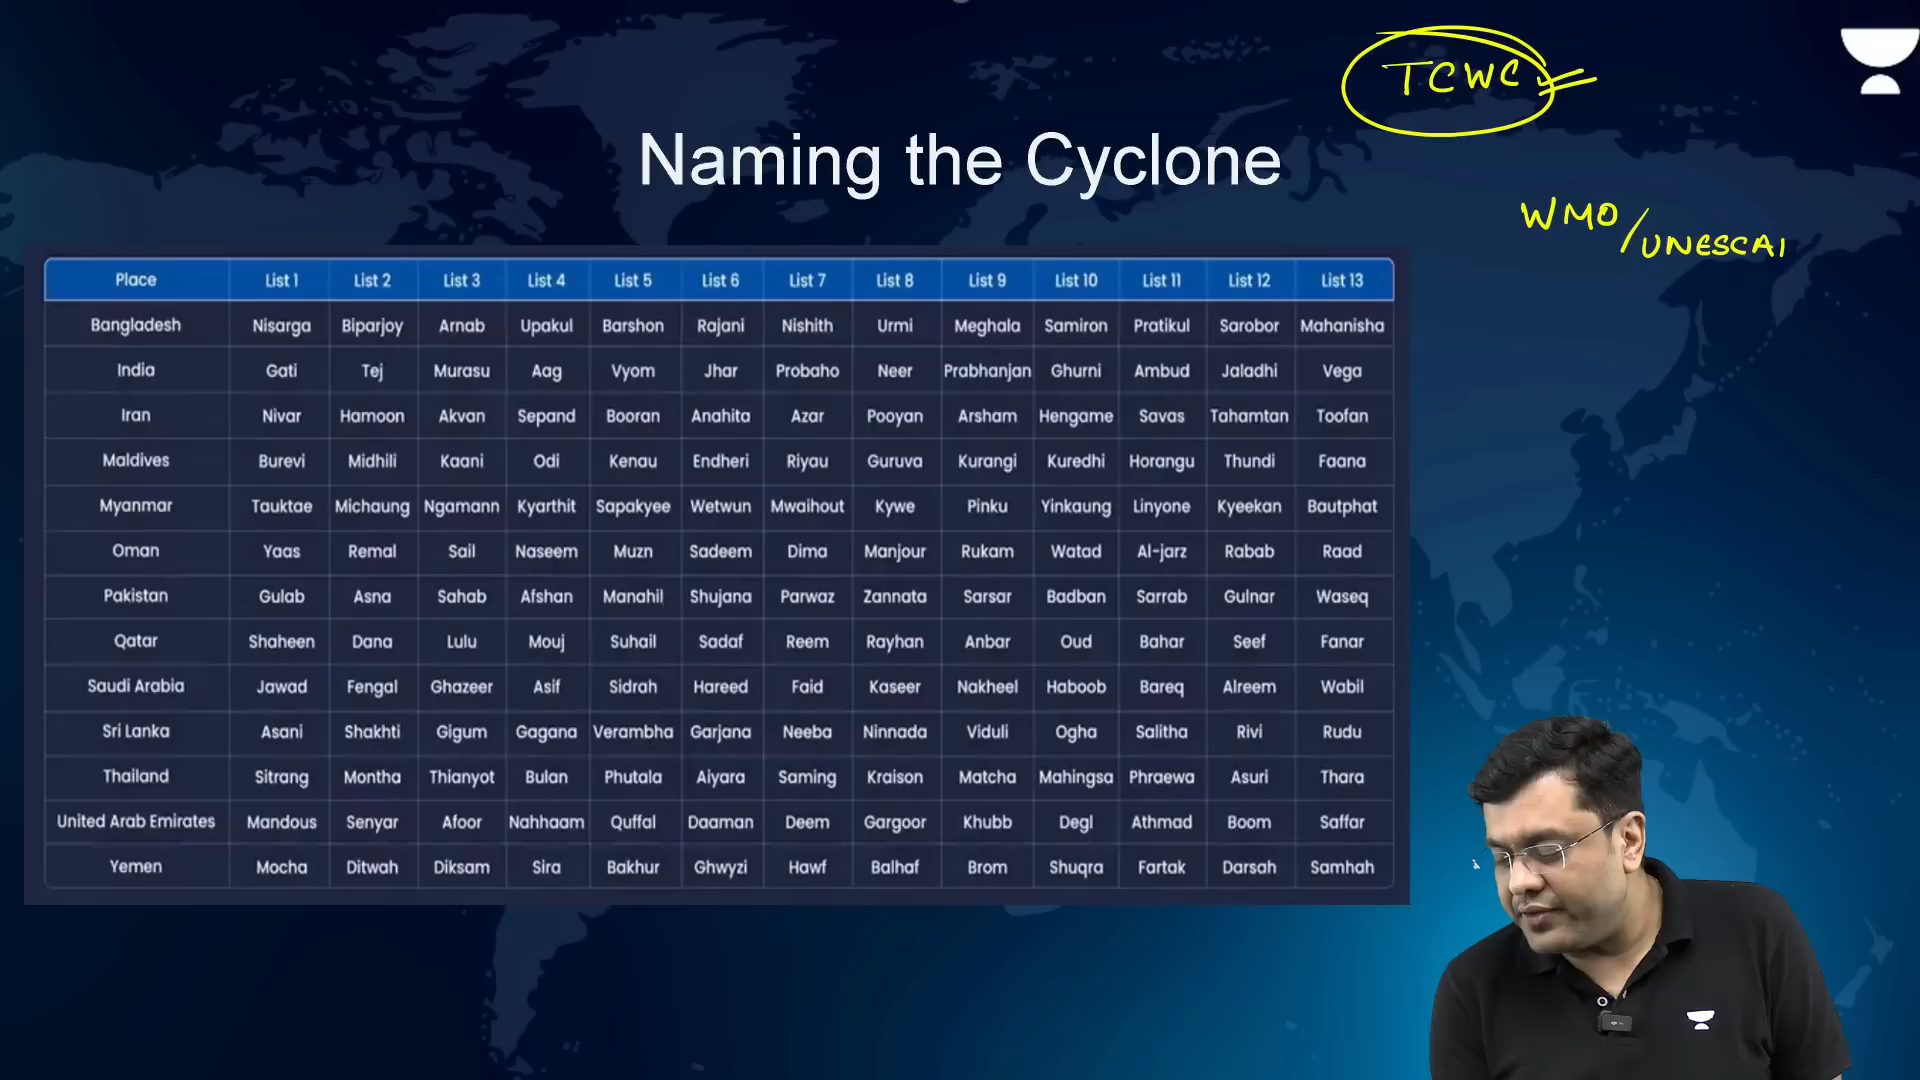 TCWC
Naming the Cyclone
WMO/UNESCAP
Place List 1 List 2 List 3 List 4 List 5 List 6 List 7 List 8 List 9 List 10 List 11 List 12 List 13
Bangladesh Nisarga Biparjoy Arnab Upakul Barshon Rajani Nishith Urmi Meghala Samiron Pratikul Sarobor Mahanisha
India Gati Tej Murasu Aag Vyom Jhar Probaho Neer Prabhanjan Ghurni Ambud Jaladhi Vega
Iran Nivar Hamoon Akvan Sepand Booran Anahita Azar Pooyan Arsham Hengame Savas Tahamtan Toofan
Maldives Burevi Midhili Kaani Odi Kenau Endheri Riyau Guruva Kurangi Kuredhi Horangu Thundi Faana
Myanmar Tauktae Michaung Ngamann Kyarthit Sapakyee Wetwun Mwaihout Kywe Pinku Yinkaung Linyone Kyeekan Bautphat
Oman Yaas Remal Sail Naseem Muzn Sadeem Dima Manjour Rukam Watad Al-jarz Rabab Raad
Pakistan Gulab Asna Sahab Afshan Manahil Shujana Parwaz Zannata Sarsar Badban Sarrab Gulnar Waseq
Qatar Shaheen Dana Lulu Mouj Suhail Sadaf Reem Rayhan Anbar Oud Bahar Seef Fanar
Saudi Arabia Jawad Fengal Ghazeer Asif Sidrah Hareed Faid Kaseer Nakheel Haboob Bareq Alreem Wabil
Sri Lanka Asani Shakhti Gigum Gagana Verambha Garjana Neeba Ninnada Viduli Ogha Salitha Rivi Rudu
Thailand Sitrang Montha Thianyot Bulan Phutala Aiyara Saming Kraison Matcha Mahingsa Phraewa Asuri Thara
United Arab Emirates Mandous Senyar Afoor Nahhaam Quffal Daaman Deem Gargoor Khubb Degl Athmad Boom Saffar
Yemen Mocha Ditwah Diksam Sira Bakhur Ghwyzi Hawf Balhaf Brom Shuqra Fartak Darsah Samhah